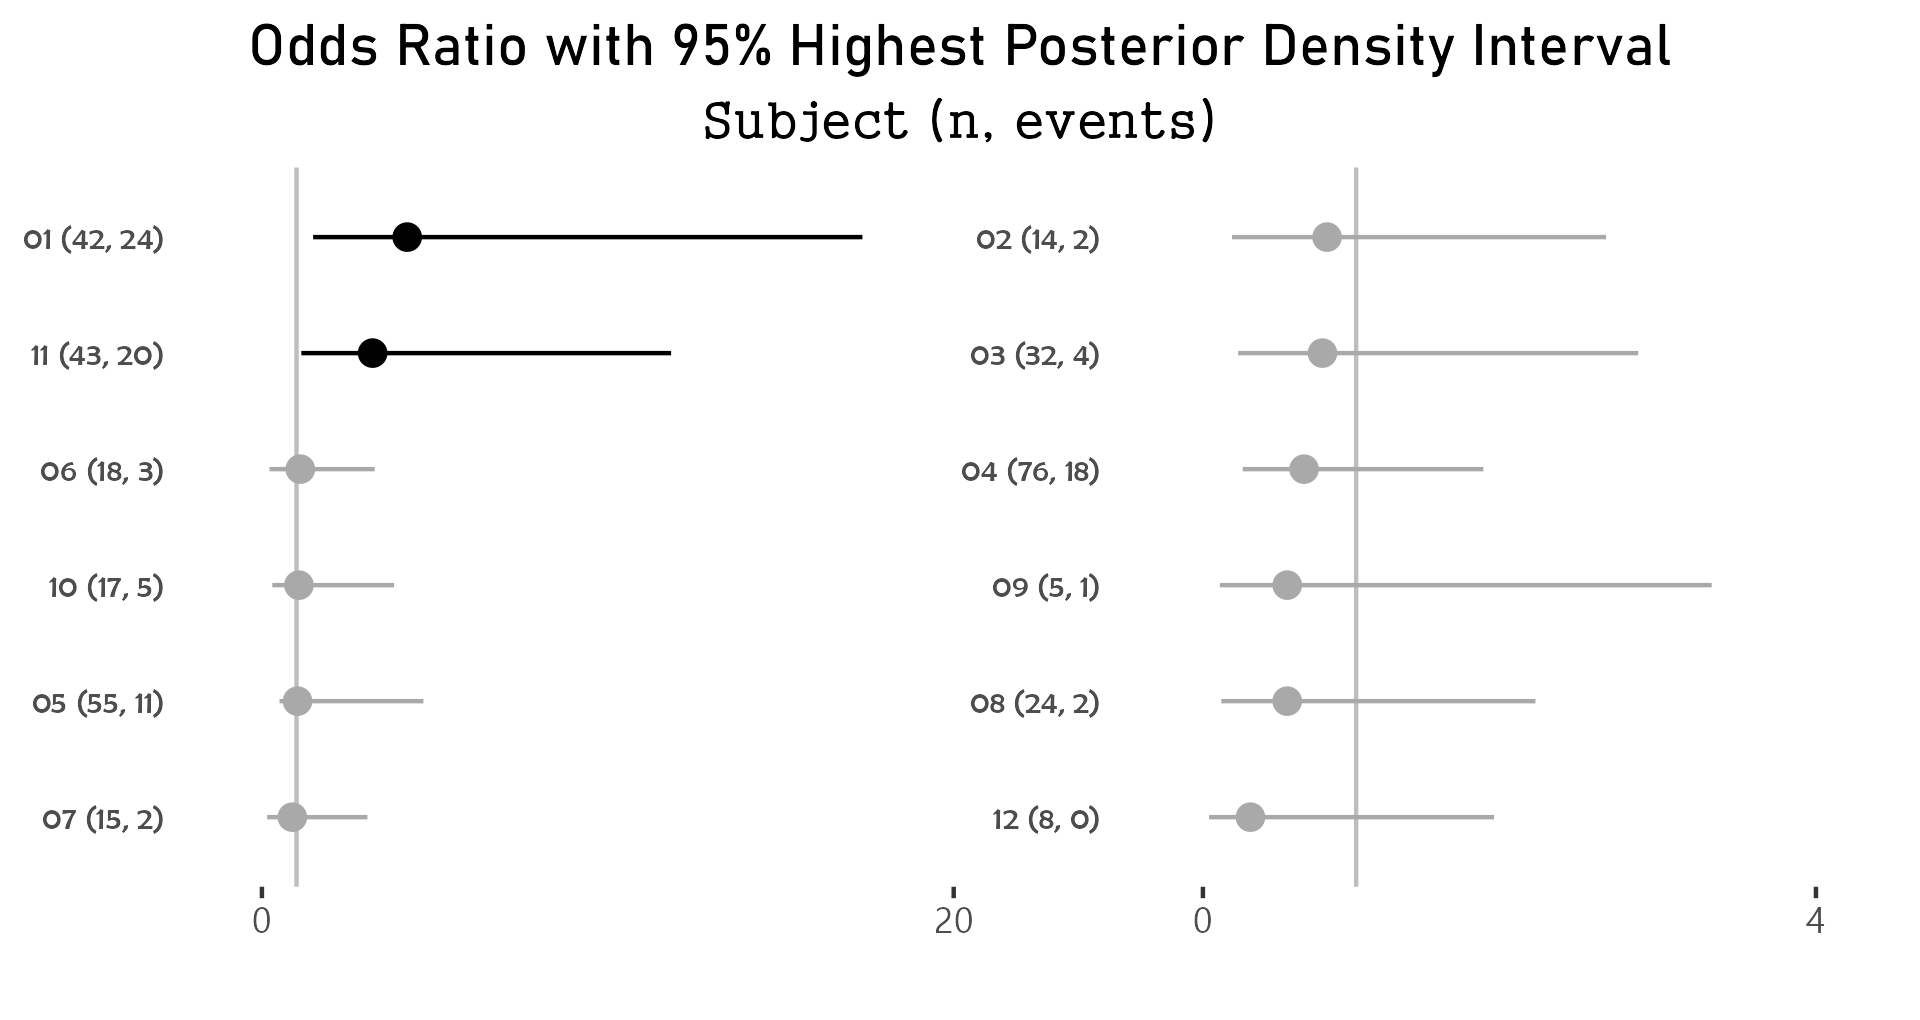 Odds Ratio with 95% Highest Posterior Density Interval
Subject (n, events)
01 (42, 24)
11 (43, 20)
06 (18, 3)
10 (17, 5)
05 (55, 11)
07 (15, 2)
0
20
02 (14, 2)
03 (32, 4)
04 (76, 18)
09 (5, 1)
08 (24, 2)
12 (8, 0)
0
4